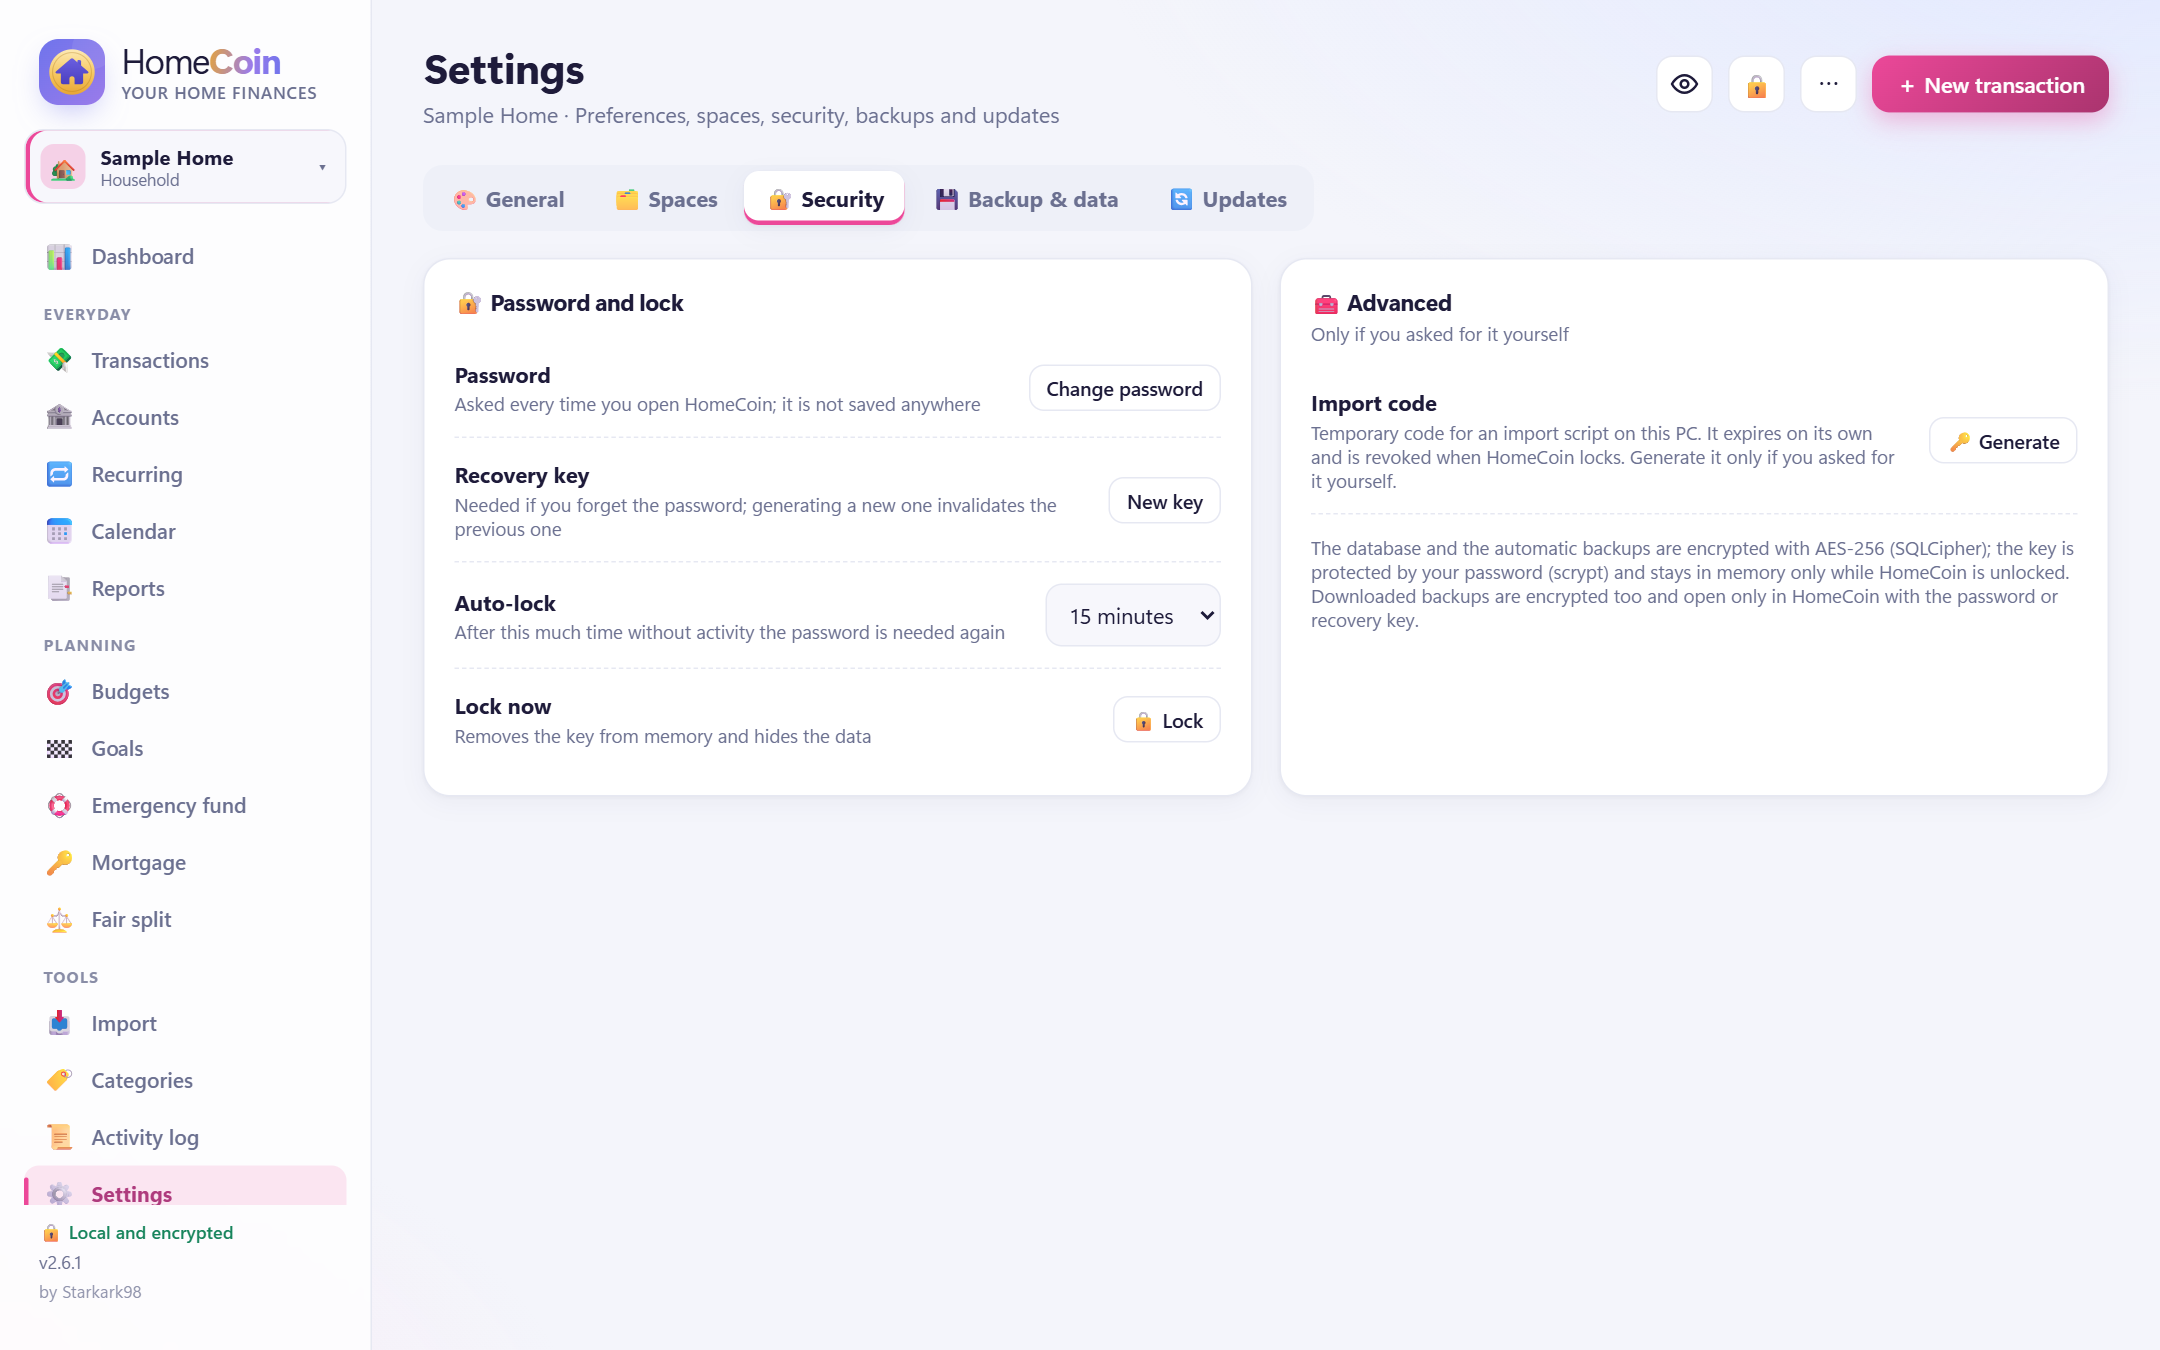 HomeCoin
YOUR HOME FINANCES
Sample Home
Household
Dashboard
EVERYDAY
Transactions
Accounts
Recurring
Calendar
Reports
PLANNING
Budgets
Goals
Emergency fund
Mortgage
Fair split
TOOLS
Import
Categories
Activity log
Settings
Local and encrypted
v2.6.1
by Starkark98
Settings
Sample Home · Preferences, spaces, security, backups and updates
+ New transaction
General
Spaces
Security
Backup & data
Updates
Password and lock
Password
Asked every time you open HomeCoin; it is not saved anywhere
Change password
Recovery key
Needed if you forget the password; generating a new one invalidates the
previous one
New key
Auto-lock
After this much time without activity the password is needed again
15 minutes
Lock now
Removes the key from memory and hides the data
Lock
Advanced
Only if you asked for it yourself
Import code
Temporary code for an import script on this PC. It expires on its own
and is revoked when HomeCoin locks. Generate it only if you asked for
it yourself.
Generate
The database and the automatic backups are encrypted with AES-256 (SQLCipher); the key is
protected by your password (scrypt) and stays in memory only while HomeCoin is unlocked.
Downloaded backups are encrypted too and open only in HomeCoin with the password or
recovery key.